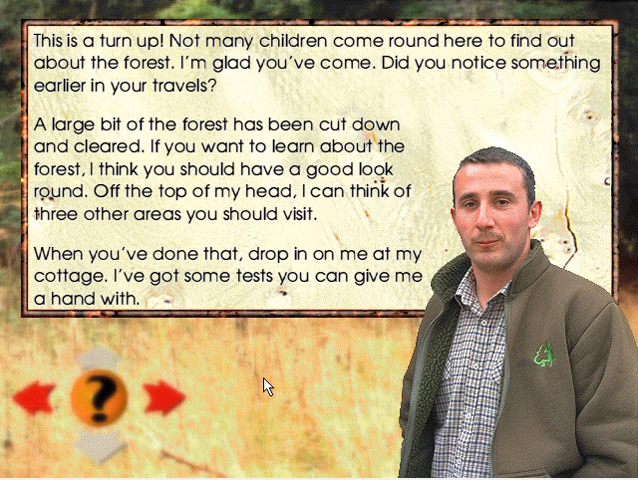 This is a turn up! Not many children come round here to find out
about the forest. I'm glad you've come. Did you notice something
earlier in your travels?
A large bit of the forest has been cut down
and cleared. If you want to learn about the
forest, I think you should have a good look
round. Off the top of my head, I can think of
three other areas you should visit.
When you've done that, drop in on me at my
cottage. I've got some tests you can give me
a hand with.
?